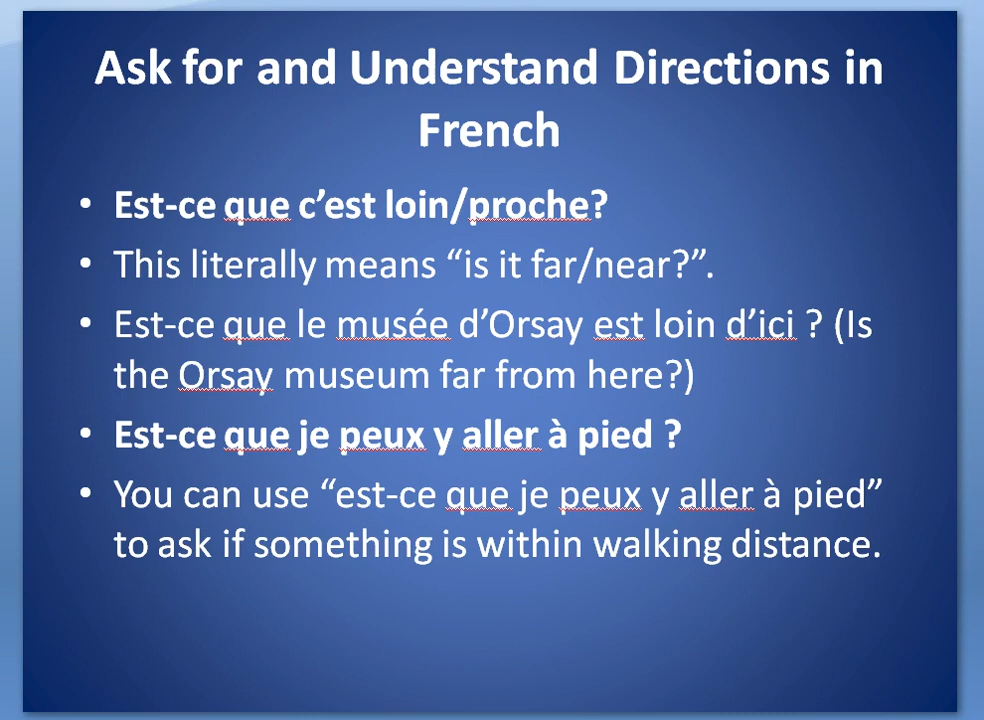 Ask for and Understand Directions in
French
• Est-ce que c’est loin/proche?
• This literally means “is it far/near?”.
• Est-ce que le musée d’Orsay est loin d’ici ? (Is
the Orsay museum far from here?)
• Est-ce que je peux y aller à pied ?
• You can use “est-ce que je peux y aller à pied”
to ask if something is within walking distance.